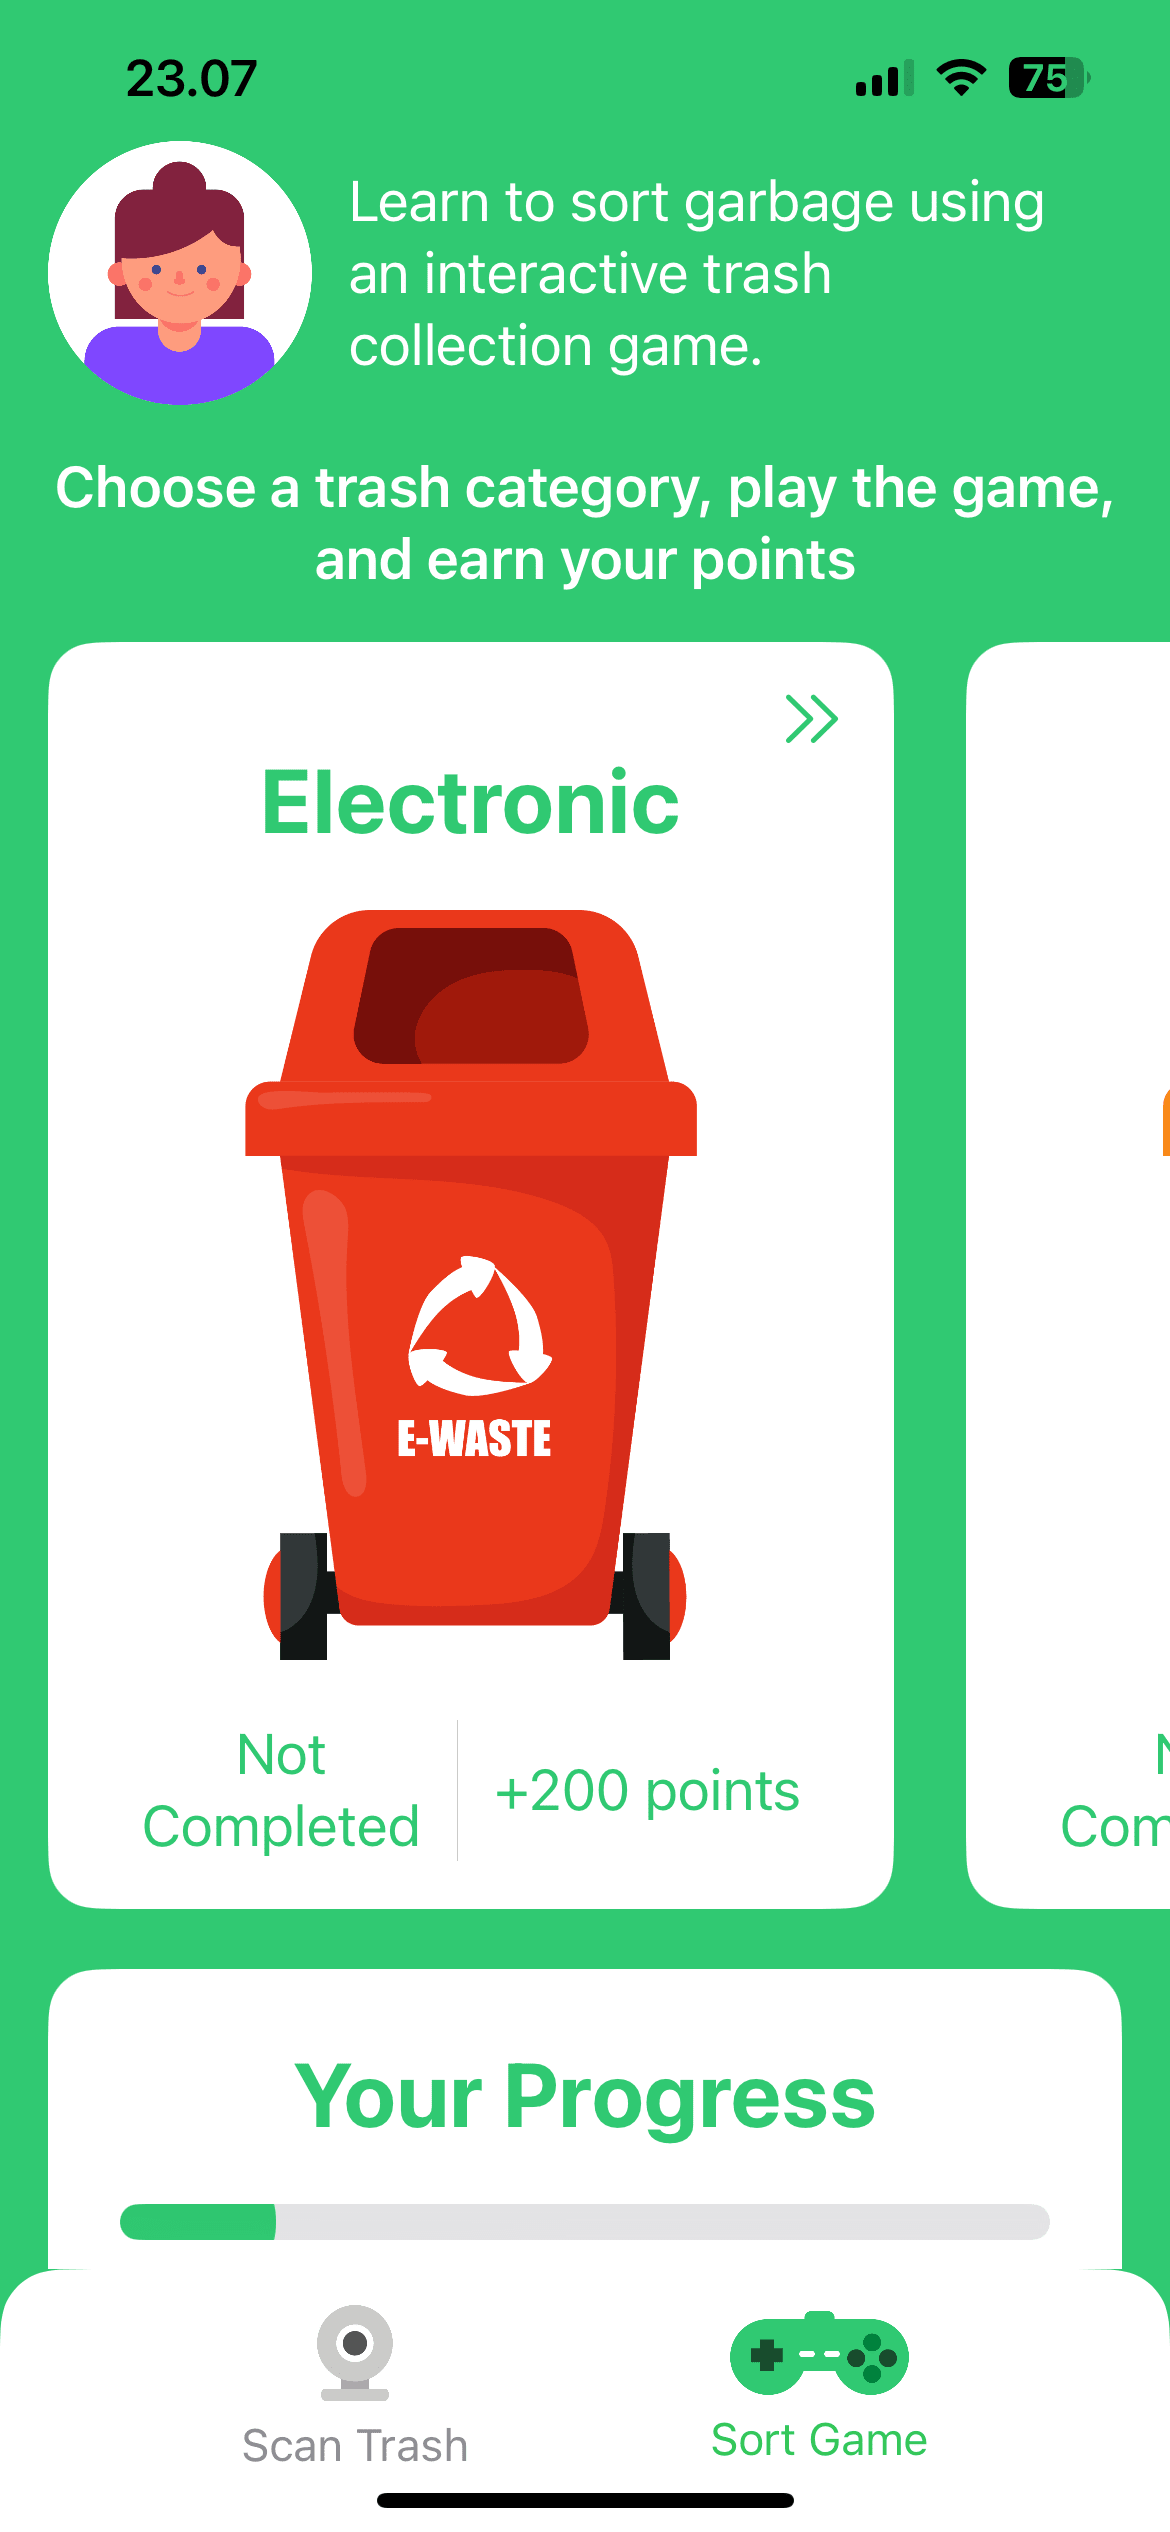 23.07
75
Learn to sort garbage using
an interactive trash
collection game.
Choose a trash category, play the game,
and earn your points
Electronic
E-WASTE
Not
Completed
+200 points
Your Progress
Scan Trash
Sort Game